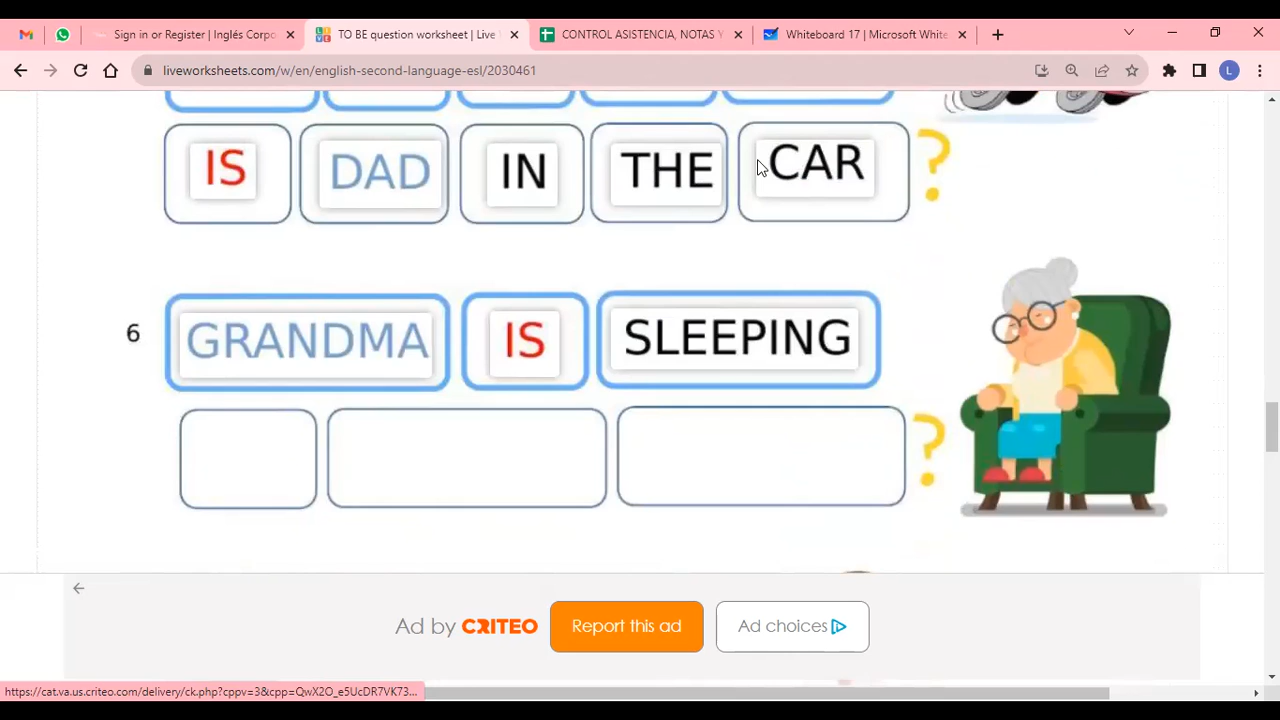 Sign in or Register | Inglés Corpo
TO BE question worksheet | Live
CONTROL ASISTENCIA, NOTAS Y
Whiteboard 17 | Microsoft White
liveworksheets.com/w/en/english-second-language-esl/2030461
L
IS DAD IN THE CAR ?
6 GRANDMA IS SLEEPING
?
Ad by CRITEO Report this ad Ad choices
https://cat.va.us.criteo.com/delivery/ck.php?cppv=3&cpp=QwX2O_e5UcDR7VK73...